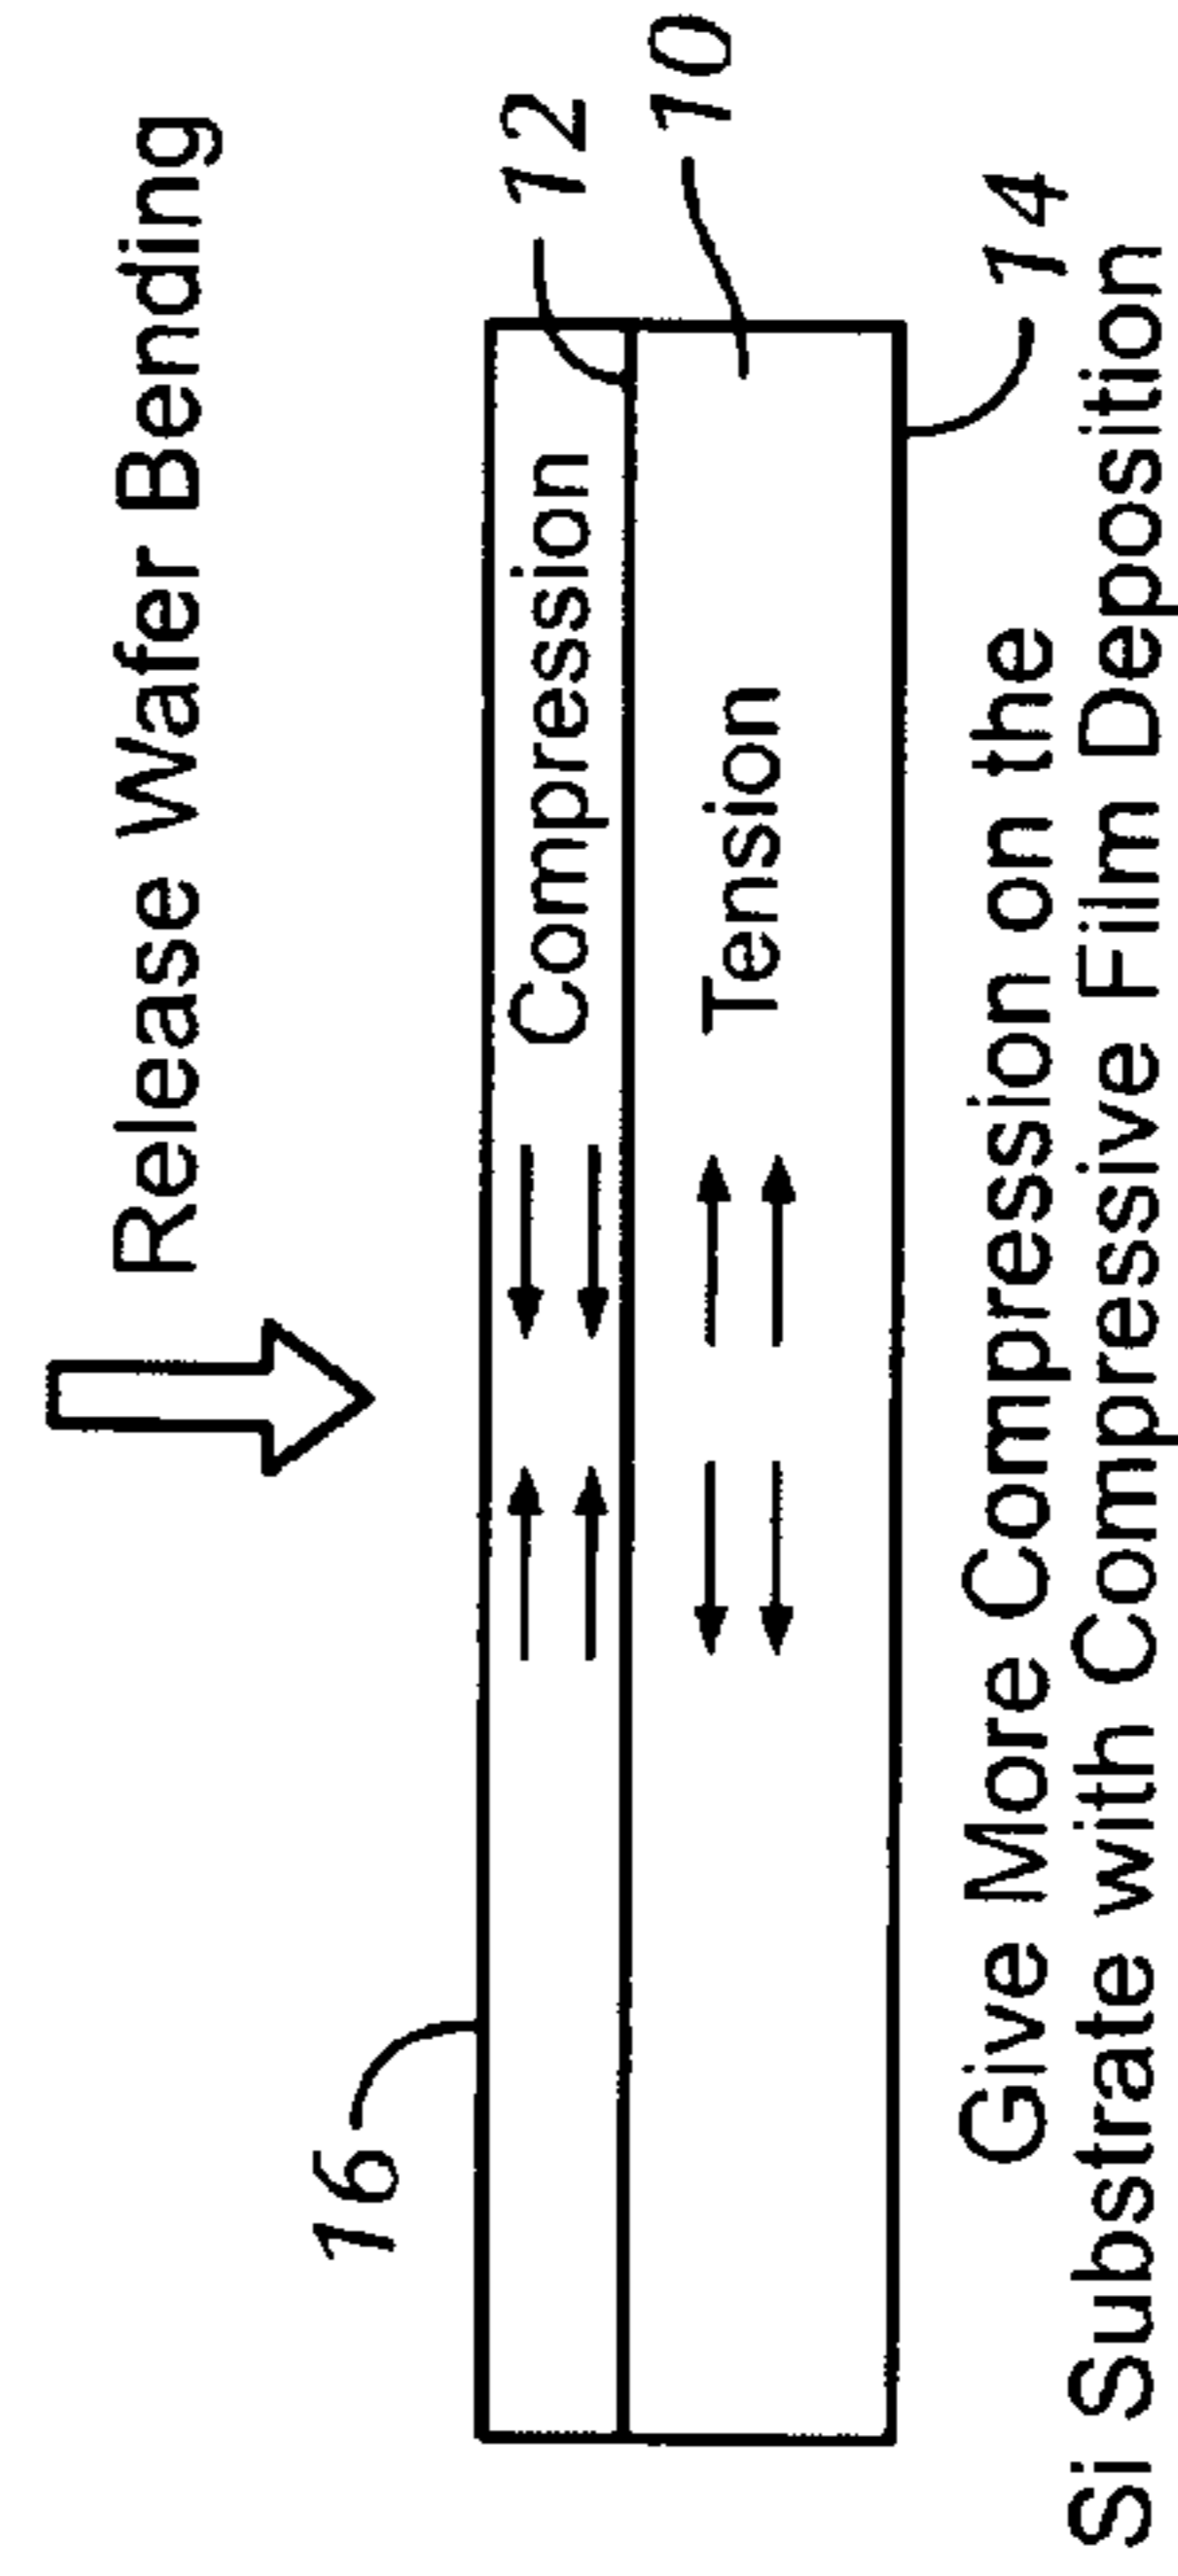 Release Wafer Bending
16
12
Compression
10
Tension
14
Give More Compression on the
Si Substrate with Compressive Film Deposition